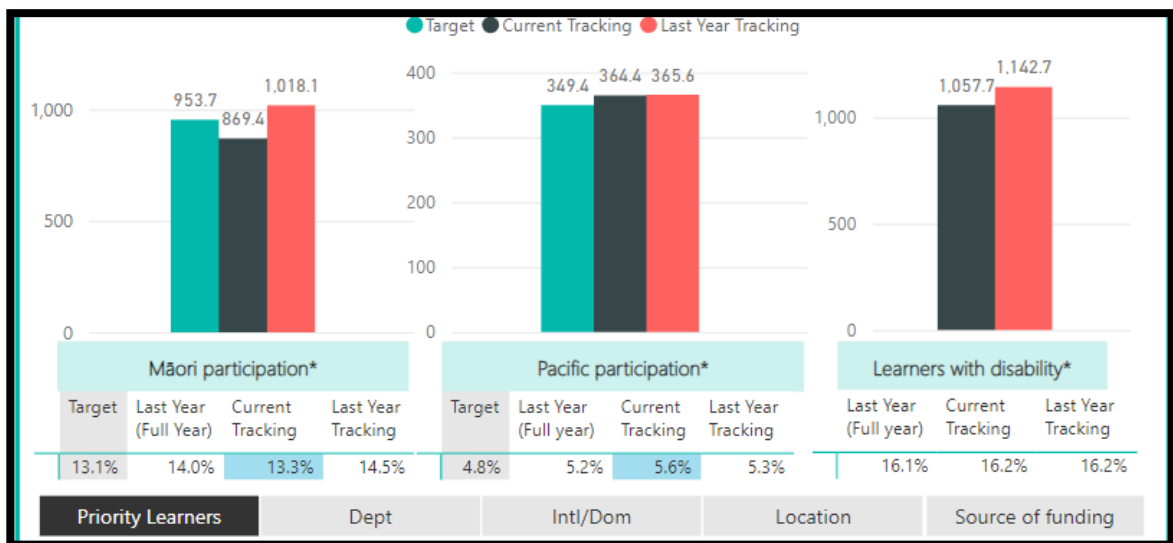 Target Current Tracking Last Year Tracking
953.7
869.4
1,018.1
1,000
500
0
349.4
364.4
365.6
400
300
200
100
0
1,057.7
1,142.7
1,000
500
0
Māori participation*
Target Last Year (Full Year) Current Tracking Last Year Tracking
13.1% 14.0% 13.3% 14.5%
Pacific participation*
Target Last Year (Full year) Current Tracking Last Year Tracking
4.8% 5.2% 5.6% 5.3%
Learners with disability*
Last Year (Full year) Current Tracking Last Year Tracking
16.1% 16.2% 16.2%
Priority Learners Dept Intl/Dom Location Source of funding